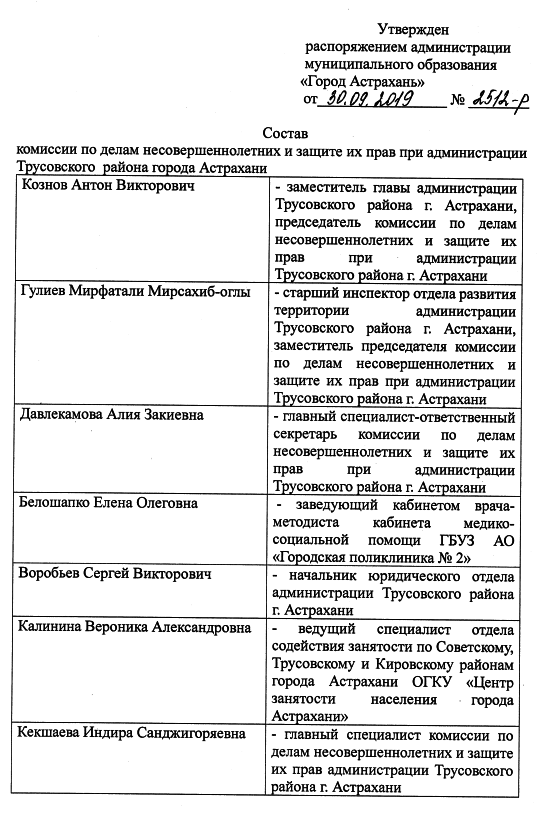 Утвержден
распоряжением администрации
муниципального образования
«Город Астрахань»
от 30.09.2019 № 2512-р
Состав
комиссии по делам несовершеннолетних и защите их прав при администрации
Трусовского района города Астрахани
Кознов Антон Викторович
- заместитель главы администрации
Трусовского района г. Астрахани,
председатель комиссии по делам
несовершеннолетних и защите их
прав при администрации
Трусовского района г. Астрахани
Гулиев Мирфатали Мирсахиб-оглы
- старший инспектор отдела развития
территории администрации
Трусовского района г. Астрахани,
заместитель председателя комиссии
по делам несовершеннолетних и
защите их прав при администрации
Трусовского района г. Астрахани
Давлекамова Алия Закиевна
- главный специалист-ответственный
секретарь комиссии по делам
несовершеннолетних и защите их
прав при администрации
Трусовского района г. Астрахани
Белошапко Елена Олеговна
- заведующий кабинетом врача-
методиста кабинета медико-
социальной помощи ГБУЗ АО
«Городская поликлиника № 2»
Воробьев Сергей Викторович
- начальник юридического отдела
администрации Трусовского района
г. Астрахани
Калинина Вероника Александровна
- ведущий специалист отдела
содействия занятости по Советскому,
Трусовскому и Кировскому районам
города Астрахани ОГКУ «Центр
занятости населения города
Астрахани»
Кекшаева Индира Санджигоряевна
- главный специалист комиссии по
делам несовершеннолетних и защите
их прав администрации Трусовского
района г. Астрахани